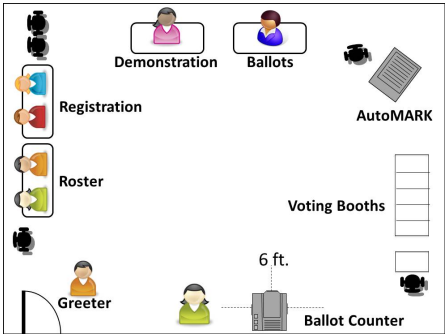 Demonstration
Ballots
Registration
AutoMARK
Roster
Voting Booths
6 ft.
Greeter
Ballot Counter